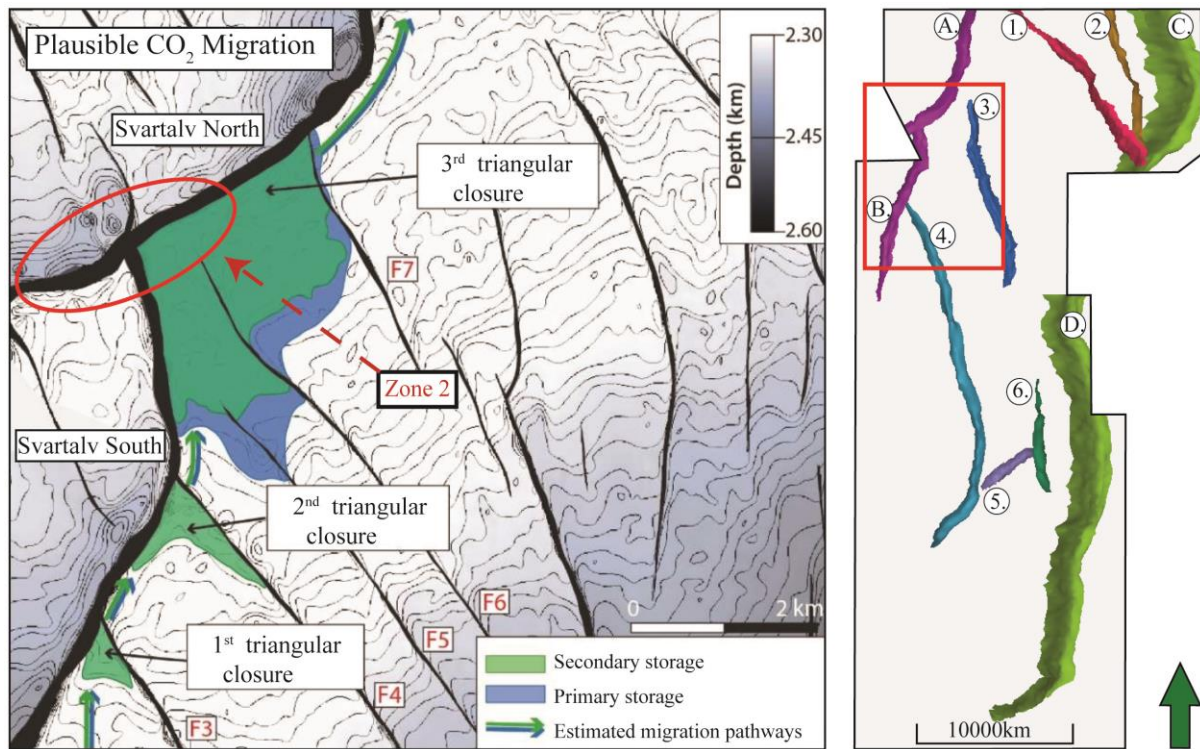 Plausible CO₂ Migration
Svartalv North
3rd triangular
closure
2.30
2.45
2.60
Depth (km)
F7
Zone 2
Svartalv South
2nd triangular
closure
F6
0 2 km
F5
1st triangular
closure
F4
F3
Secondary storage
Primary storage
Estimated migration pathways
A.
1.
2.
C.
3.
B.
4.
D.
6.
5.
10000km